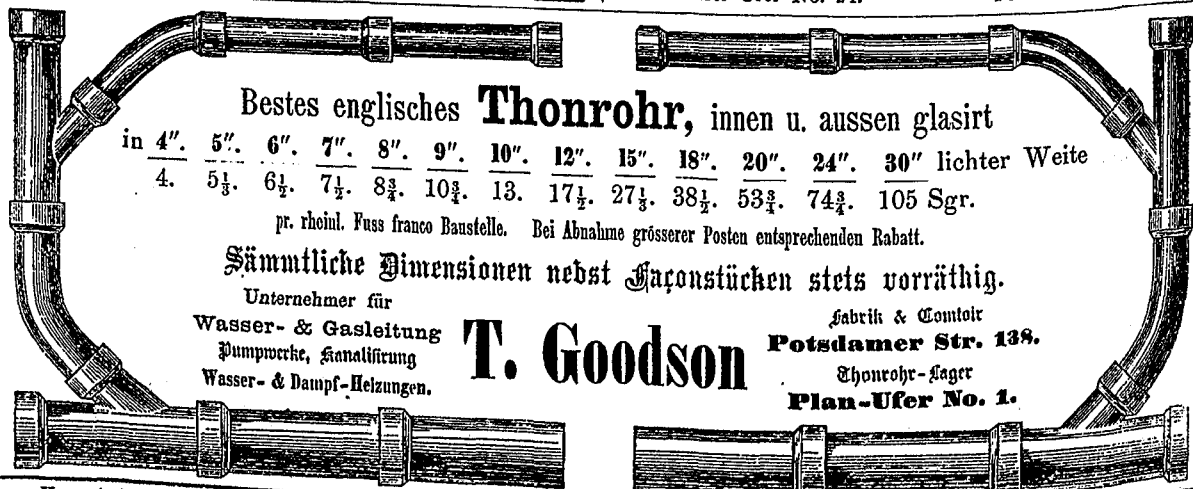 Bestes englisches Thonrohr, innen u. aussen glasirt
in 4". 5". 6". 7". 8". 9". 10". 12". 15". 18". 20". 24". 30" lichter Weite
4. 5⅓. 6½. 7½. 8¾. 10¾. 13. 17½. 27⅓. 38½. 53¾. 74¾. 105 Sgr.
pr. rheinl. Fuss franco Baustelle. Bei Abnahme grösserer Posten entsprechenden Rabatt.
Sämmtliche Dimensionen nebst Façonstücken stets vorräthig.
Unternehmer für
Wasser- & Gasleitung
Pumpwerke, Kanalisirung
Wasser- & Dampf-Heizungen.
T. Goodson
Fabrik & Comtoir
Potsdamer Str. 138.
Thonrohr-Lager
Plan-Ufer No. 1.